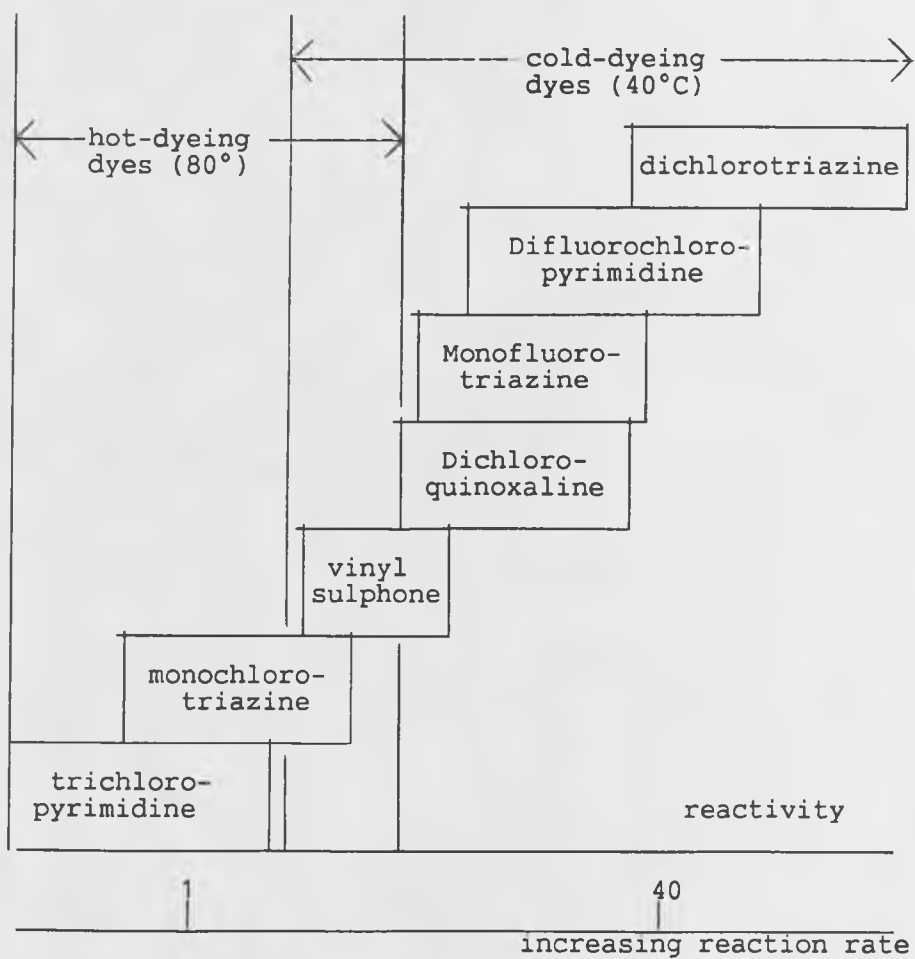 cold-dyeing
dyes (40°C)
hot-dyeing
dyes (80°)
dichlorotriazine
Difluorochloro-
pyrimidine
Monofluoro-
triazine
Dichloro-
quinoxaline
vinyl
sulphone
monochloro-
triazine
trichloro-
pyrimidine
reactivity
1
40
increasing reaction rate